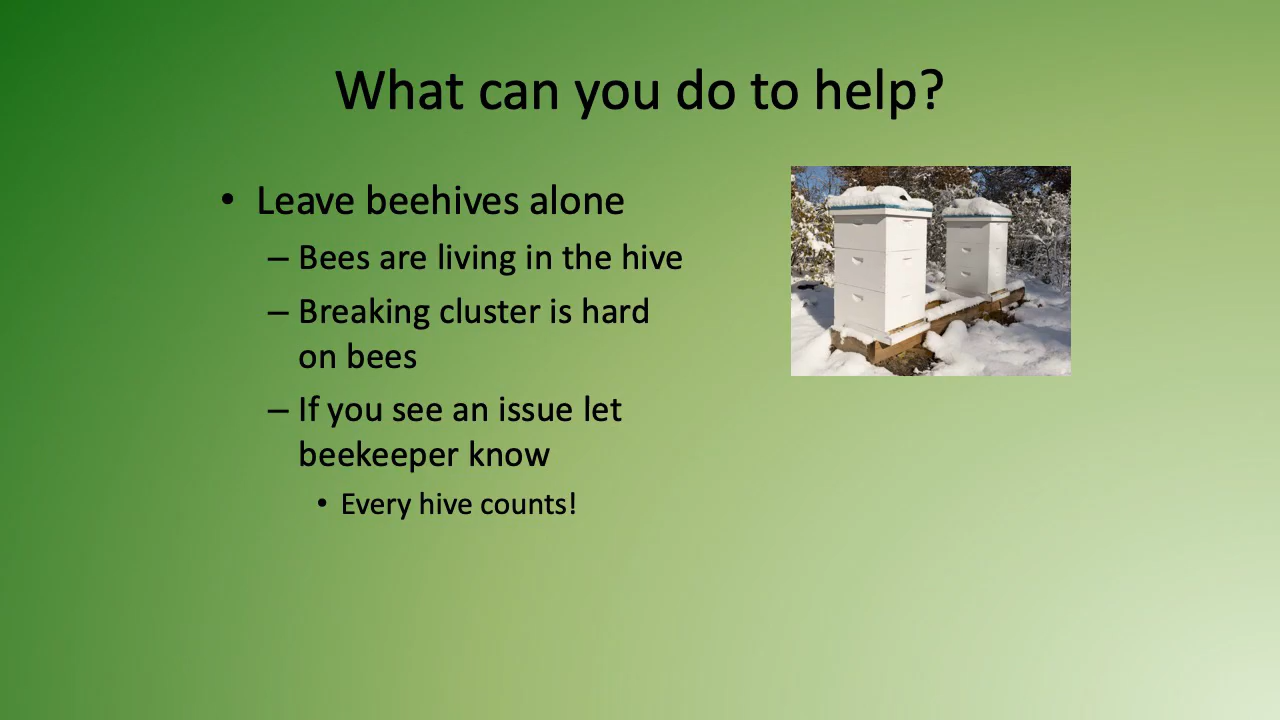 What can you do to help?
• Leave beehives alone
– Bees are living in the hive
– Breaking cluster is hard
on bees
– If you see an issue let
beekeeper know
• Every hive counts!